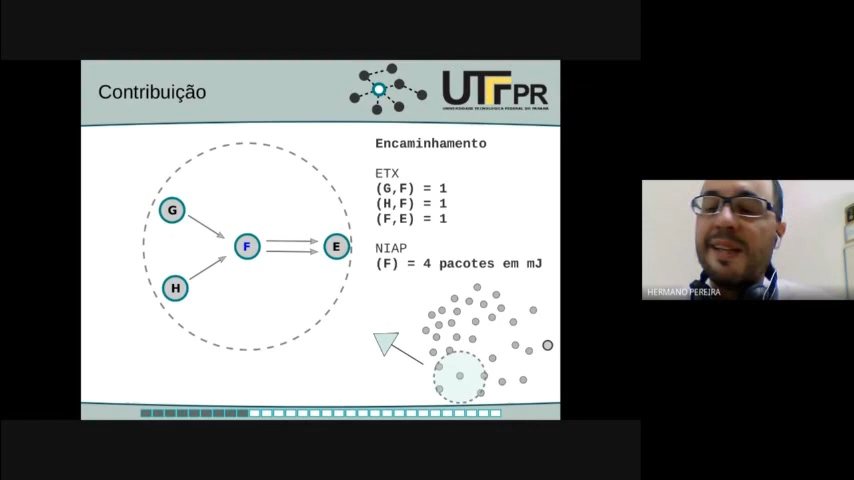 Contribuição
UTFPR
UNIVERSIDADE TECNOLÓGICA FEDERAL DO PARANÁ
Encaminhamento
ETX
(G,F) = 1
(H,F) = 1
(F,E) = 1
NIAP
(F) = 4 pacotes em mJ
G
F
E
H
HERMANO PEREIRA